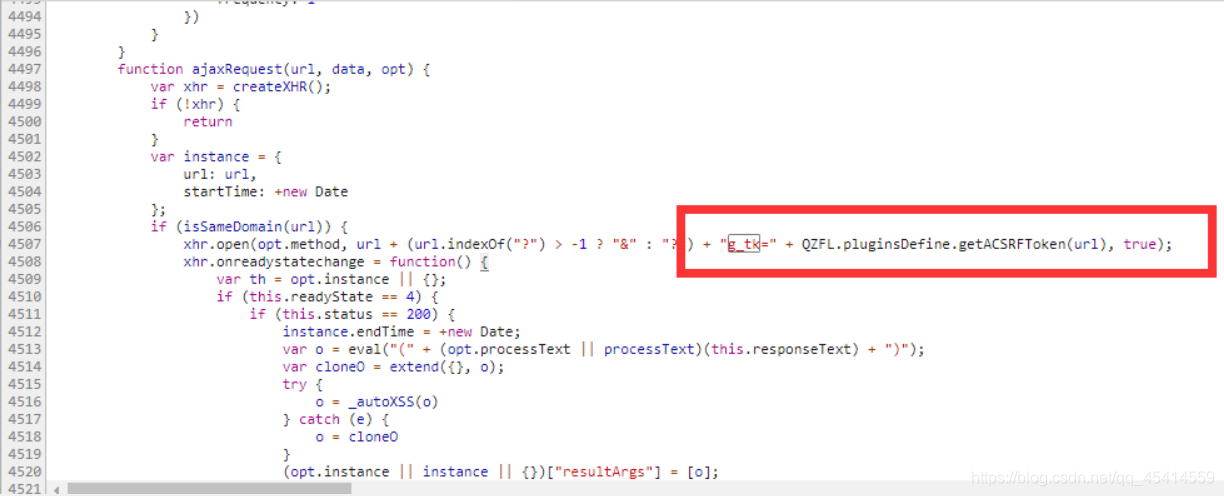 4494 })
4495 }
4496 }
4497 function ajaxRequest(url, data, opt) {
4498 var xhr = createXHR();
4499 if (!xhr) {
4500 return
4501 }
4502 var instance = {
4503 url: url,
4504 startTime: +new Date
4505 };
4506 if (isSameDomain(url)) {
4507 xhr.open(opt.method, url + (url.indexOf("?") > -1 ? "&" : "?") + "g_tk=" + QZFL.pluginsDefine.getACSRFToken(url), true);
4508 xhr.onreadystatechange = function() {
4509 var th = opt.instance || {};
4510 if (this.readyState == 4) {
4511 if (this.status == 200) {
4512 instance.endTime = +new Date;
4513 var o = eval("(" + (opt.processText || processText)(this.responseText) + ")");
4514 var cloneO = extend({}, o);
4515 try {
4516 o = _autoXSS(o)
4517 } catch (e) {
4518 o = cloneO
4519 }
4520 (opt.instance || instance || {})["resultArgs"] = [o];
4521
https://blog.csdn.net/qq_45414559